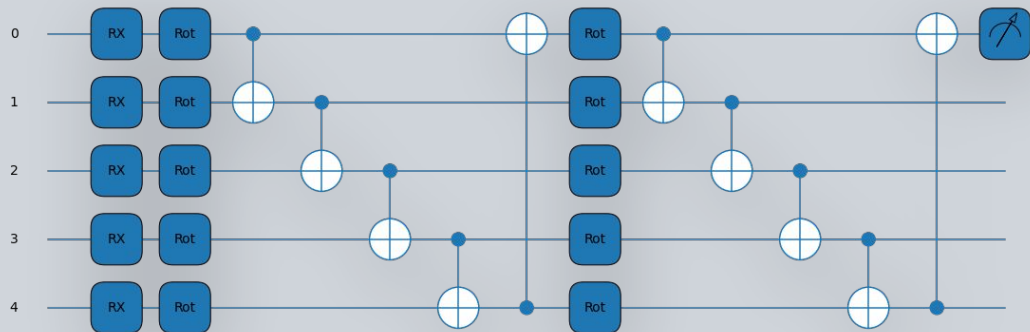 0 RX Rot Rot
1 RX Rot Rot
2 RX Rot Rot
3 RX Rot Rot
4 RX Rot Rot